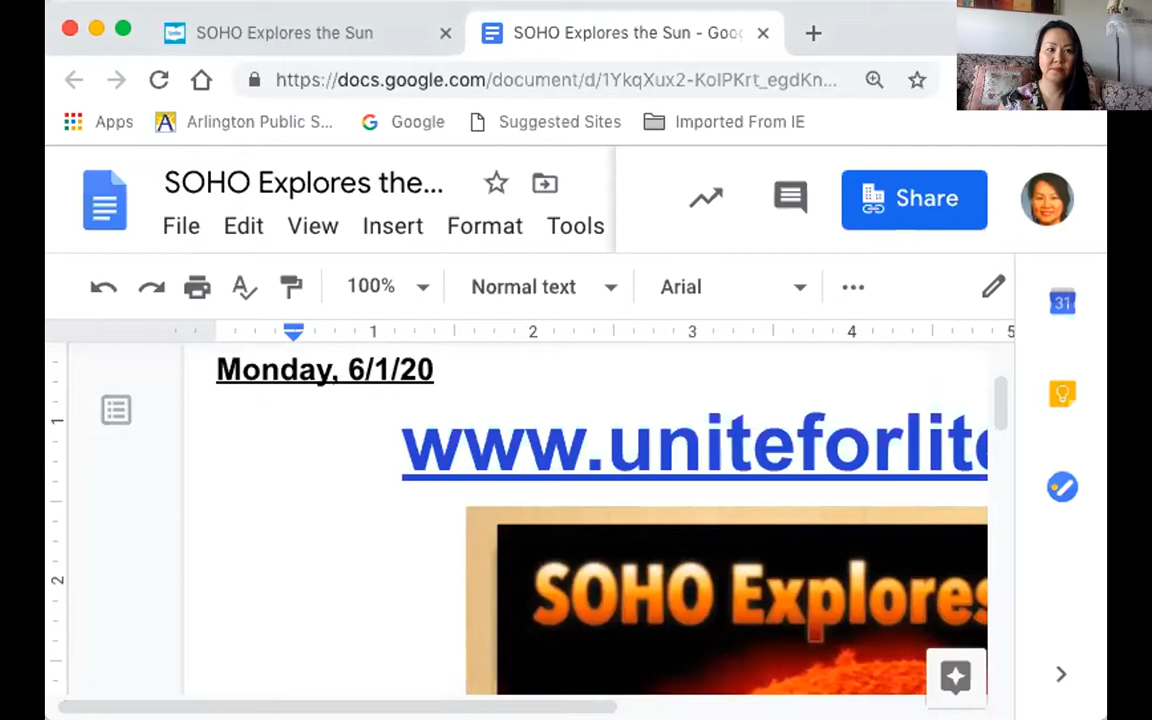 SOHO Explores the Sun
SOHO Explores the Sun - Goo
https://docs.google.com/document/d/1YkqXux2-KolPKrt_egdKn...
Apps
Arlington Public S...
Google
Suggested Sites
Imported From IE
SOHO Explores the...
File Edit View Insert Format Tools
Share
100%
Normal text
Arial
31
1 2 3 4 5
Monday, 6/1/20
1
www.uniteforlite
SOHO Explores
2